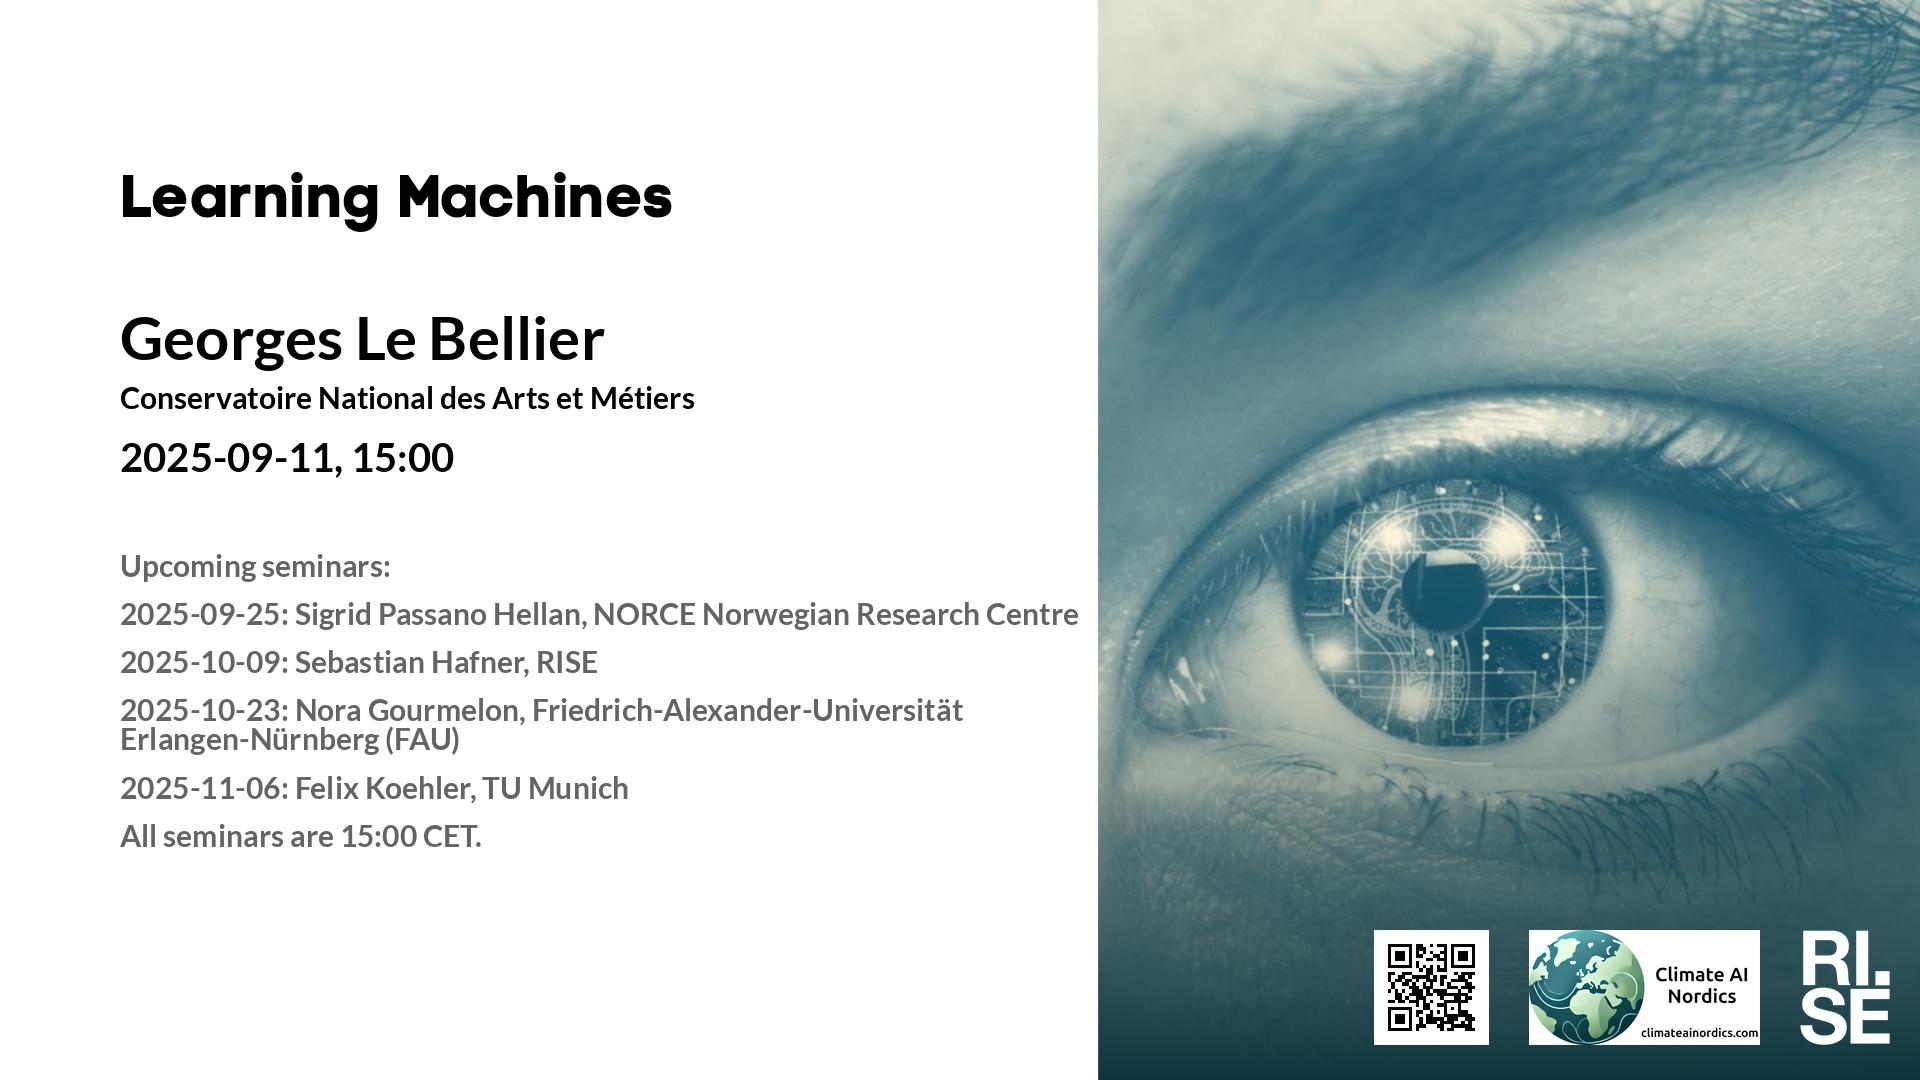 Learning Machines
Georges Le Bellier
Conservatoire National des Arts et Métiers
2025-09-11, 15:00
Upcoming seminars:
2025-09-25: Sigrid Passano Hellan, NORCE Norwegian Research Centre
2025-10-09: Sebastian Hafner, RISE
2025-10-23: Nora Gourmelon, Friedrich-Alexander-Universität
Erlangen-Nürnberg (FAU)
2025-11-06: Felix Koehler, TU Munich
All seminars are 15:00 CET.
Climate AI
Nordics
climateainordics.com
RI.
SE